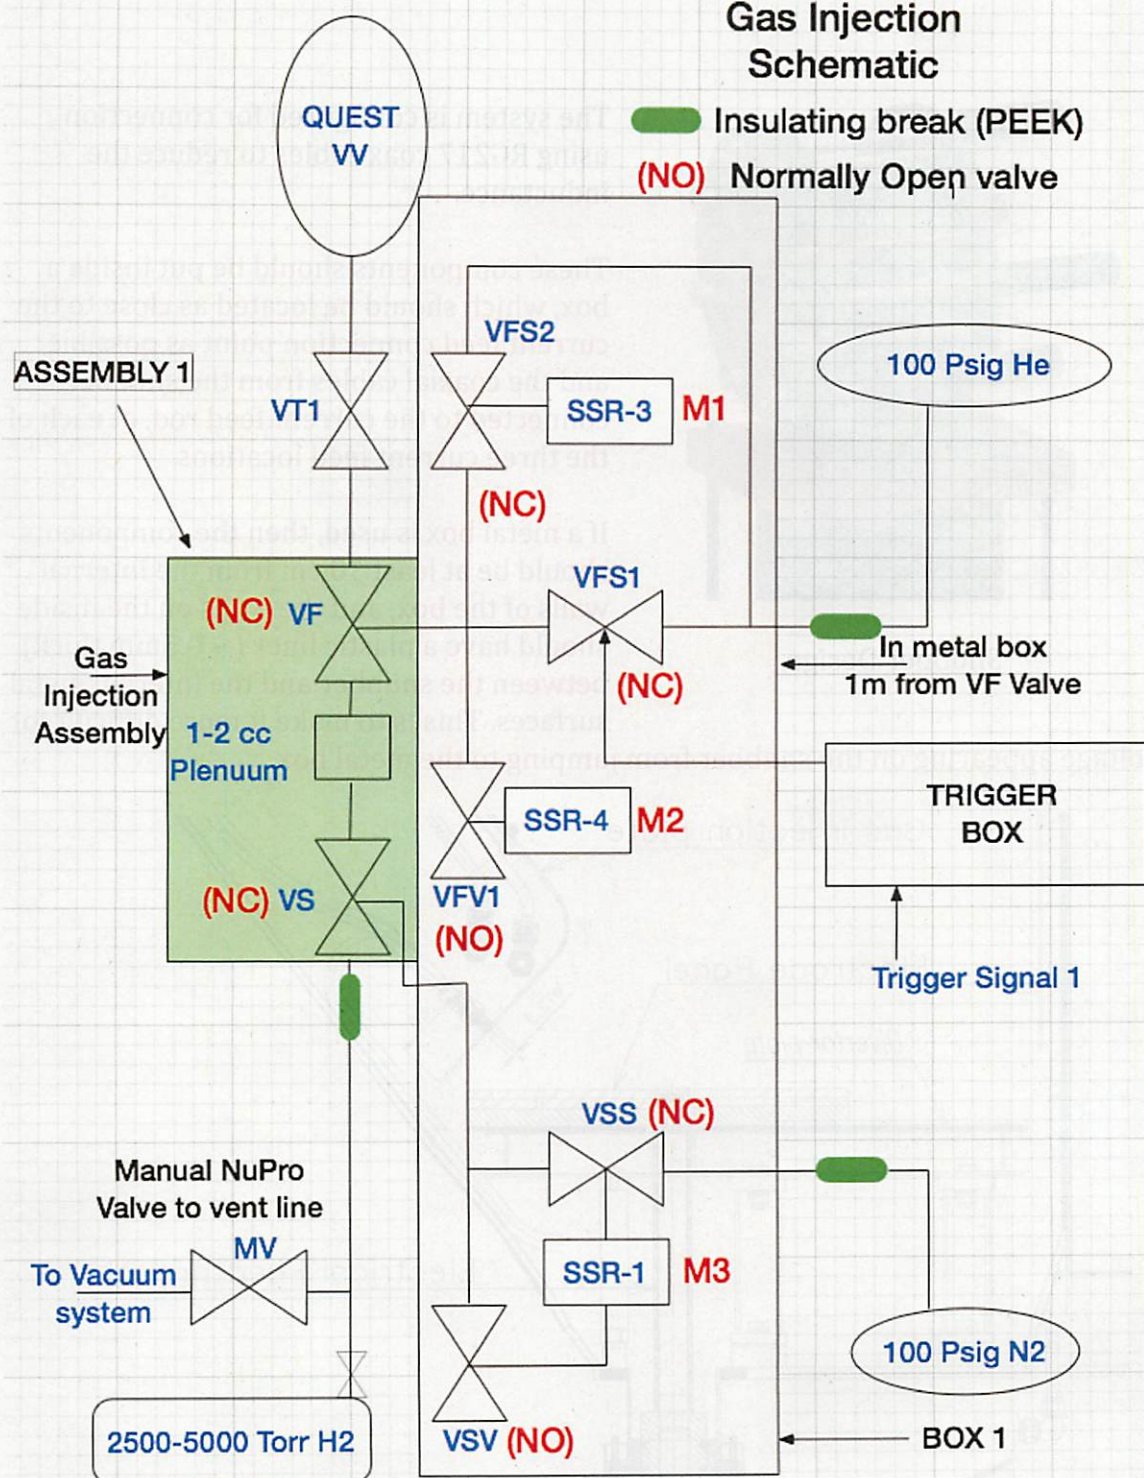 Gas Injection
Schematic
Insulating break (PEEK)
(NO) Normally Open valve
QUEST
VV
ASSEMBLY 1
VT1
VFS2
SSR-3 M1
(NC)
100 Psig He
(NC) VF
VFS1
(NC)
In metal box
1m from VF Valve
Gas
Injection
Assembly
1-2 cc
Plenuum
TRIGGER
BOX
SSR-4 M2
(NC) VS
VFV1
(NO)
Trigger Signal 1
VSS (NC)
Manual NuPro
Valve to vent line
MV
To Vacuum
system
SSR-1 M3
100 Psig N2
2500-5000 Torr H2
VSV (NO)
BOX 1